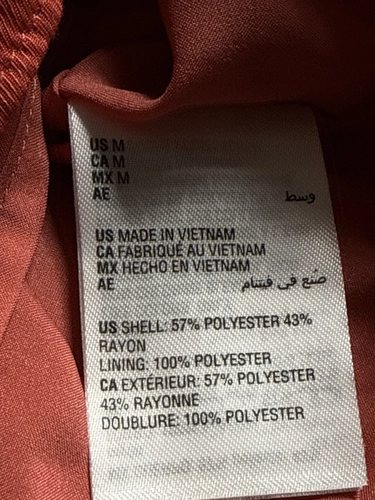 US M
CA M
MX M
AE وسط
US MADE IN VIETNAM
CA FABRIQUÉ AU VIETNAM
MX HECHO EN VIETNAM
AE صُنع في فيتنام
US SHELL: 57% POLYESTER 43%
RAYON
LINING: 100% POLYESTER
CA EXTÉRIEUR: 57% POLYESTER
43% RAYONNE
DOUBLURE: 100% POLYESTER